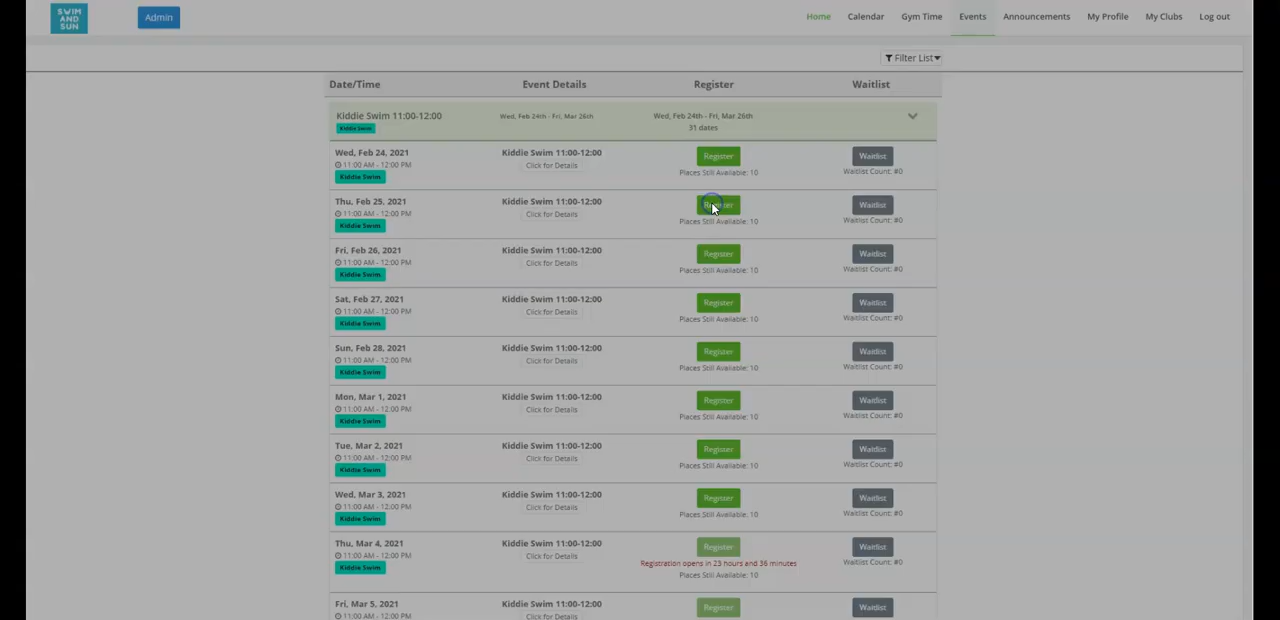 SWIM
AND
SUN
Admin
Home Calendar Gym Time Events Announcements My Profile My Clubs Log out
Filter List
Date/Time Event Details Register Waitlist
Kiddie Swim 11:00-12:00 Wed, Feb 24th - Fri, Mar 26th Wed, Feb 24th - Fri, Mar 26th
Kiddie Swim 31 dates
Wed, Feb 24, 2021 Kiddie Swim 11:00-12:00 Register Waitlist
11:00 AM - 12:00 PM Click for Details Places Still Available: 10 Waitlist Count: #0
Kiddie Swim
Thu, Feb 25, 2021 Kiddie Swim 11:00-12:00 Register Waitlist
11:00 AM - 12:00 PM Click for Details Places Still Available: 10 Waitlist Count: #0
Kiddie Swim
Fri, Feb 26, 2021 Kiddie Swim 11:00-12:00 Register Waitlist
11:00 AM - 12:00 PM Click for Details Places Still Available: 10 Waitlist Count: #0
Kiddie Swim
Sat, Feb 27, 2021 Kiddie Swim 11:00-12:00 Register Waitlist
11:00 AM - 12:00 PM Click for Details Places Still Available: 10 Waitlist Count: #0
Kiddie Swim
Sun, Feb 28, 2021 Kiddie Swim 11:00-12:00 Register Waitlist
11:00 AM - 12:00 PM Click for Details Places Still Available: 10 Waitlist Count: #0
Kiddie Swim
Mon, Mar 1, 2021 Kiddie Swim 11:00-12:00 Register Waitlist
11:00 AM - 12:00 PM Click for Details Places Still Available: 10 Waitlist Count: #0
Kiddie Swim
Tue, Mar 2, 2021 Kiddie Swim 11:00-12:00 Register Waitlist
11:00 AM - 12:00 PM Click for Details Places Still Available: 10 Waitlist Count: #0
Kiddie Swim
Wed, Mar 3, 2021 Kiddie Swim 11:00-12:00 Register Waitlist
11:00 AM - 12:00 PM Click for Details Places Still Available: 10 Waitlist Count: #0
Kiddie Swim
Thu, Mar 4, 2021 Kiddie Swim 11:00-12:00 Register Waitlist
11:00 AM - 12:00 PM Click for Details Registration opens in 23 hours and 36 minutes Waitlist Count: #0
Kiddie Swim Places Still Available: 10
Fri, Mar 5, 2021 Kiddie Swim 11:00-12:00 Register Waitlist
11:00 AM - 12:00 PM Click for Details